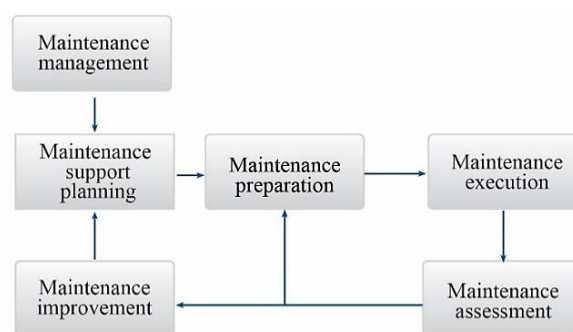 Maintenance
management
Maintenance
support
planning
Maintenance
preparation
Maintenance
execution
Maintenance
improvement
Maintenance
assessment